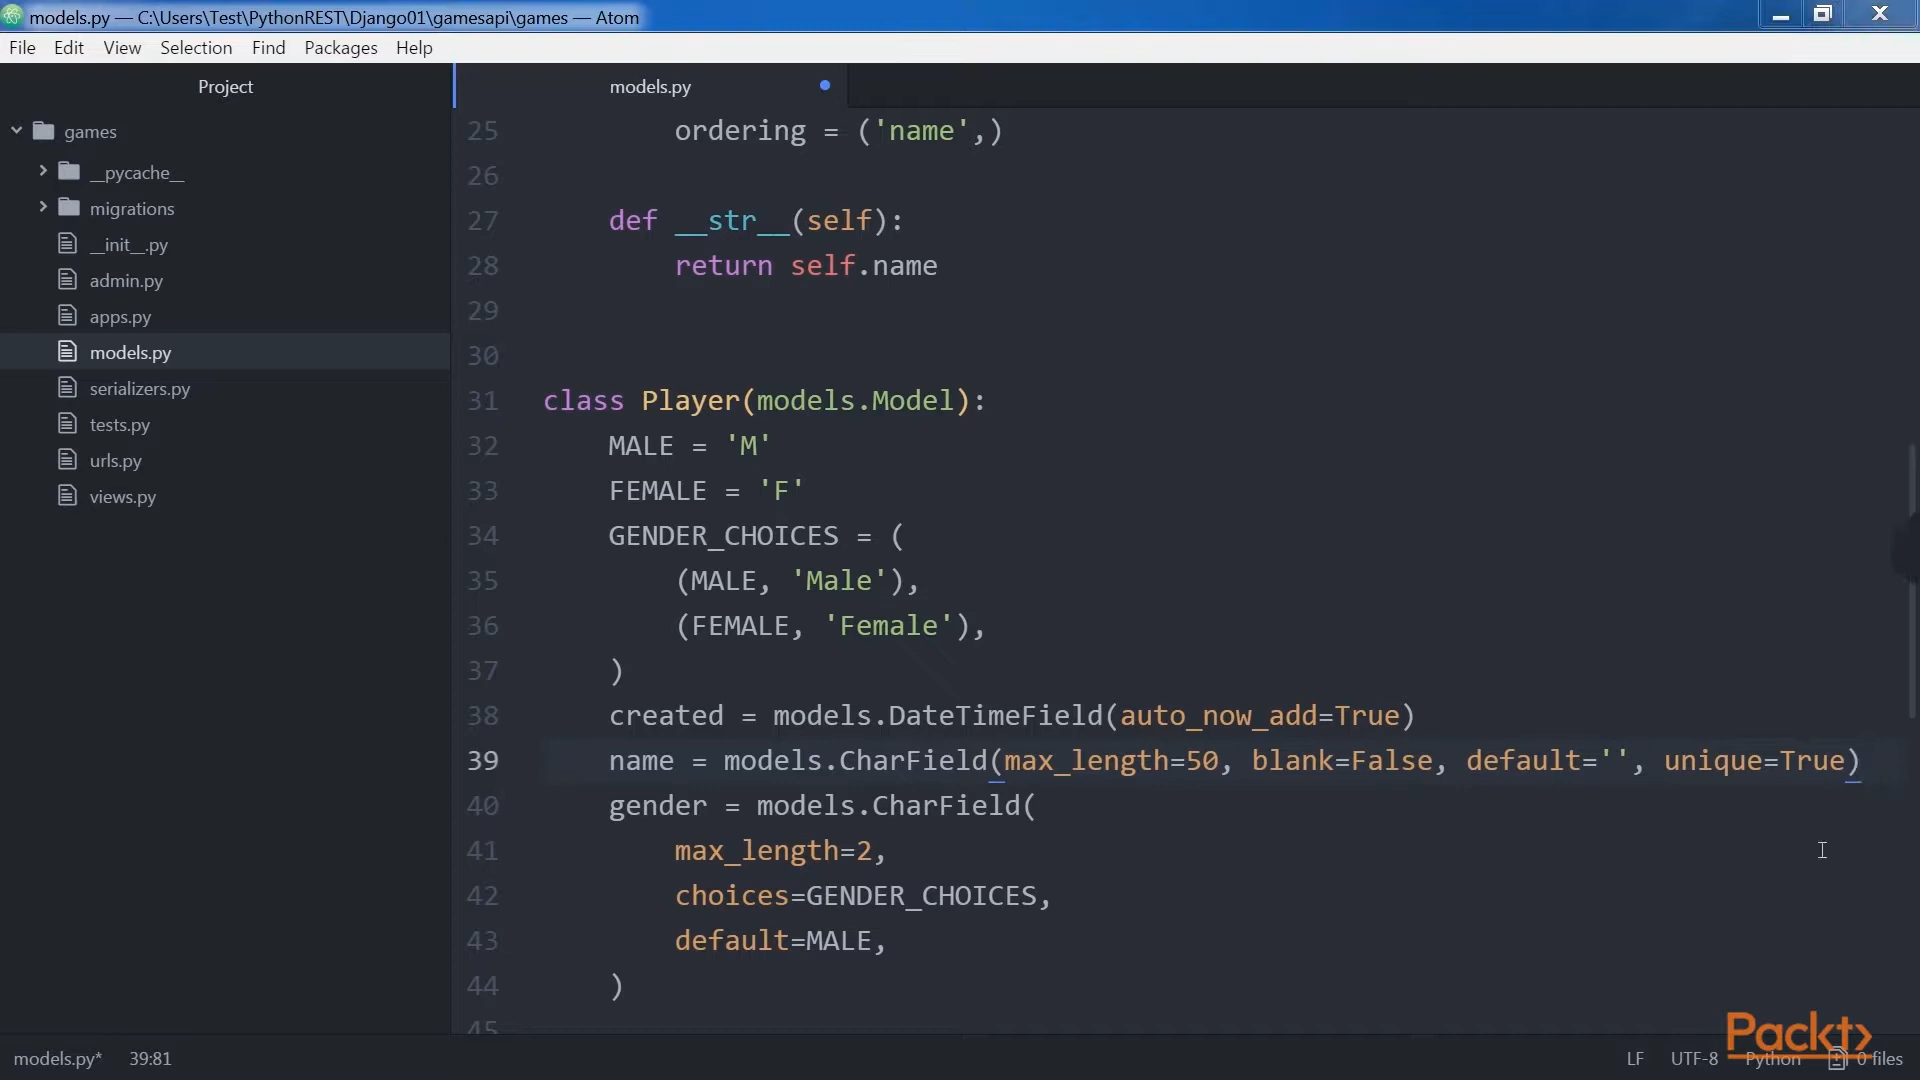 models.py — C:\Users\Test\PythonREST\Django01\gamesapi\games — Atom
File Edit View Selection Find Packages Help
Project
games
__pycache__
migrations
__init__.py
admin.py
apps.py
models.py
serializers.py
tests.py
urls.py
views.py
models.py
25 ordering = ('name',)
26
27 def __str__(self):
28 return self.name
29
30
31 class Player(models.Model):
32 MALE = 'M'
33 FEMALE = 'F'
34 GENDER_CHOICES = (
35 (MALE, 'Male'),
36 (FEMALE, 'Female'),
37 )
38 created = models.DateTimeField(auto_now_add=True)
39 name = models.CharField(max_length=50, blank=False, default='', unique=True)
40 gender = models.CharField(
41 max_length=2,
42 choices=GENDER_CHOICES,
43 default=MALE,
44 )
45
Packt>
models.py* 39:81 LF UTF-8 Python 0 files